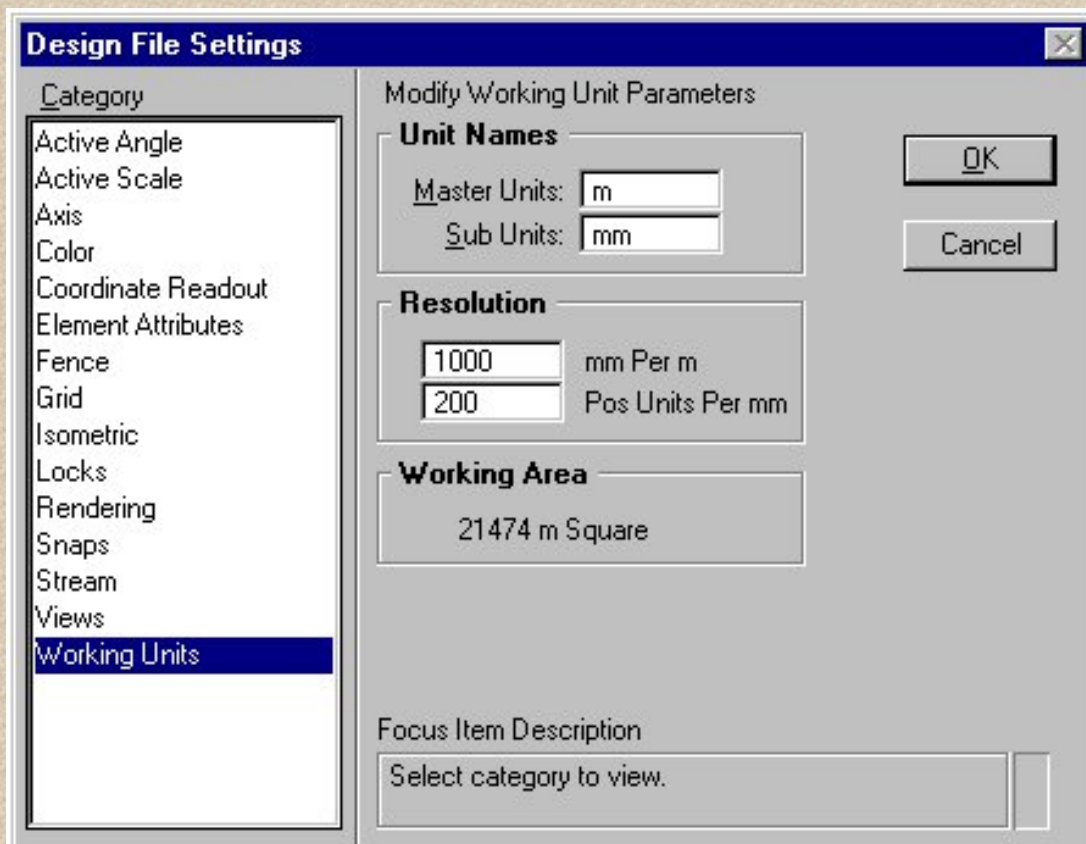 Design File Settings
Category
Active Angle
Active Scale
Axis
Color
Coordinate Readout
Element Attributes
Fence
Grid
Isometric
Locks
Rendering
Snaps
Stream
Views
Working Units
Modify Working Unit Parameters
Unit Names
Master Units: m
Sub Units: mm
Resolution
1000 mm Per m
200 Pos Units Per mm
Working Area
21474 m Square
OK
Cancel
Focus Item Description
Select category to view.